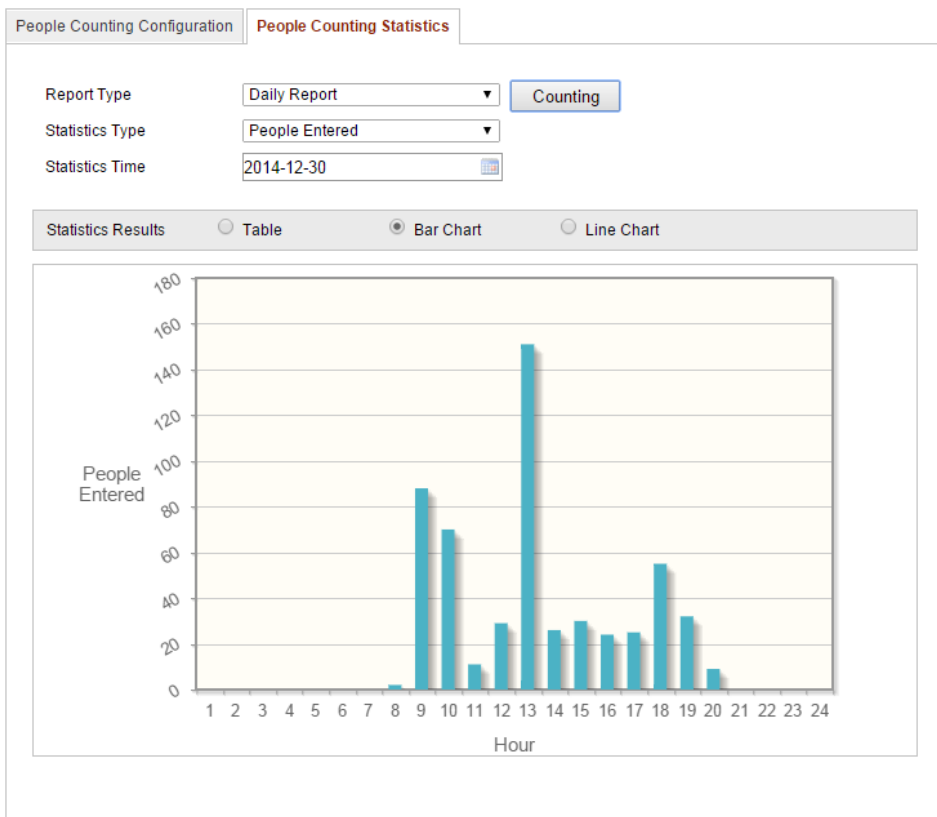 People Counting Configuration People Counting Statistics
Report Type Daily Report Counting
Statistics Type People Entered
Statistics Time 2014-12-30
Statistics Results Table Bar Chart Line Chart
180
160
140
120
100
People
Entered
80
60
40
20
0
1 2 3 4 5 6 7 8 9 10 11 12 13 14 15 16 17 18 19 20 21 22 23 24
Hour